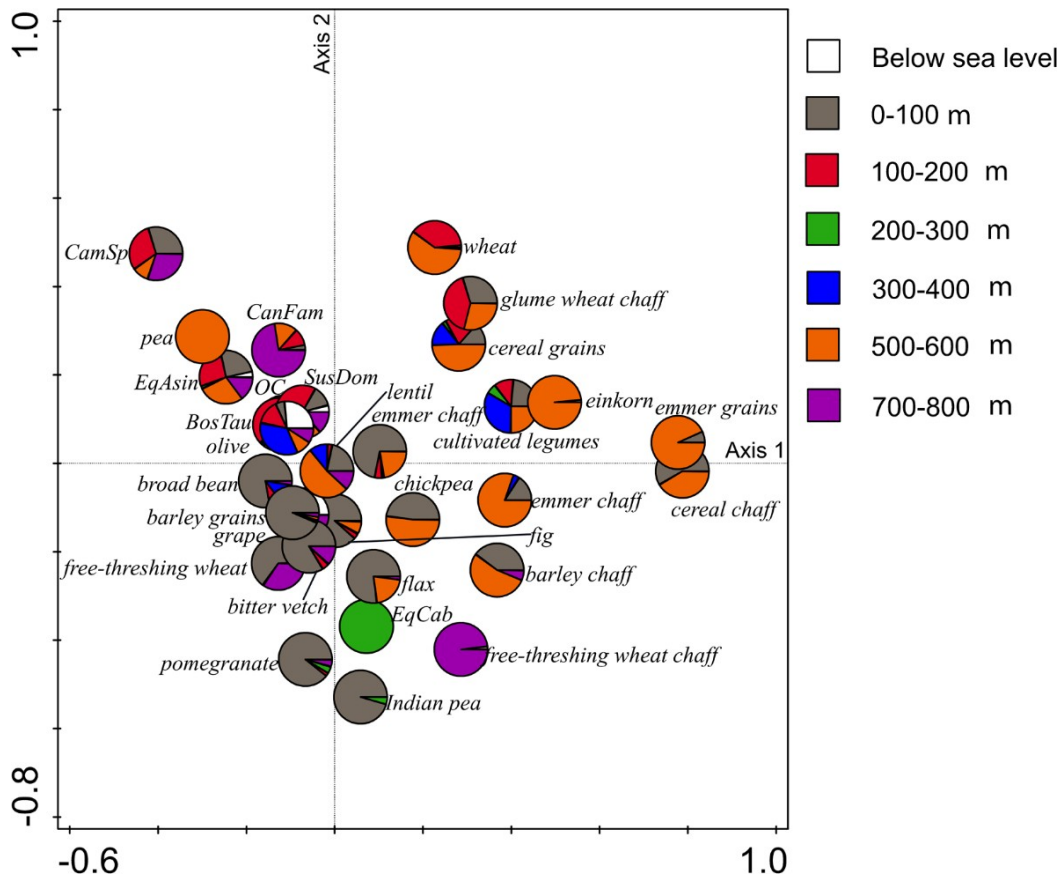 1.0
Axis 2
Below sea level
0-100 m
100-200 m
200-300 m
300-400 m
500-600 m
700-800 m
CamSp
wheat
glume wheat chaff
CanFam
pea
cereal grains
EqAsin
OC
SusDom
lentil
einkorn
emmer grains
BosTau
emmer chaff
cultivated legumes
olive
Axis 1
broad bean
chickpea
emmer chaff
cereal chaff
barley grains
grape
fig
free-threshing wheat
barley chaff
flax
bitter vetch
EqCab
pomegranate
free-threshing wheat chaff
Indian pea
-0.8
-0.6
1.0